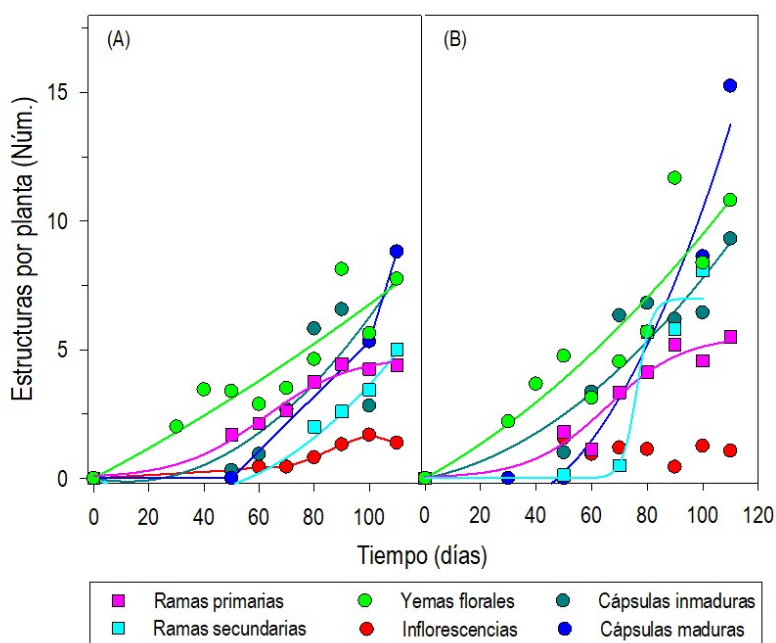 (A)
(B)
Estructuras por planta (Núm.)
15
10
5
0
0 20 40 60 80 100 0 20 40 60 80 100 120
Tiempo (días)
Ramas primarias Yemas florales Cápsulas inmaduras
Ramas secundarias Inflorescencias Cápsulas maduras